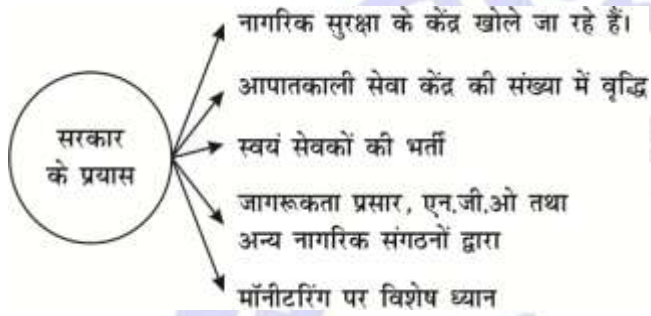 नागरिक सुरक्षा के केंद्र खोले जा रहे हैं।
आपातकाली सेवा केंद्र की संख्या में वृद्धि
सरकार
के प्रयास
स्वयं सेवकों की भर्ती
जागरूकता प्रसार, एन.जी.ओ तथा
अन्य नागरिक संगठनों द्वारा
मॉनीटरिंग पर विशेष ध्यान